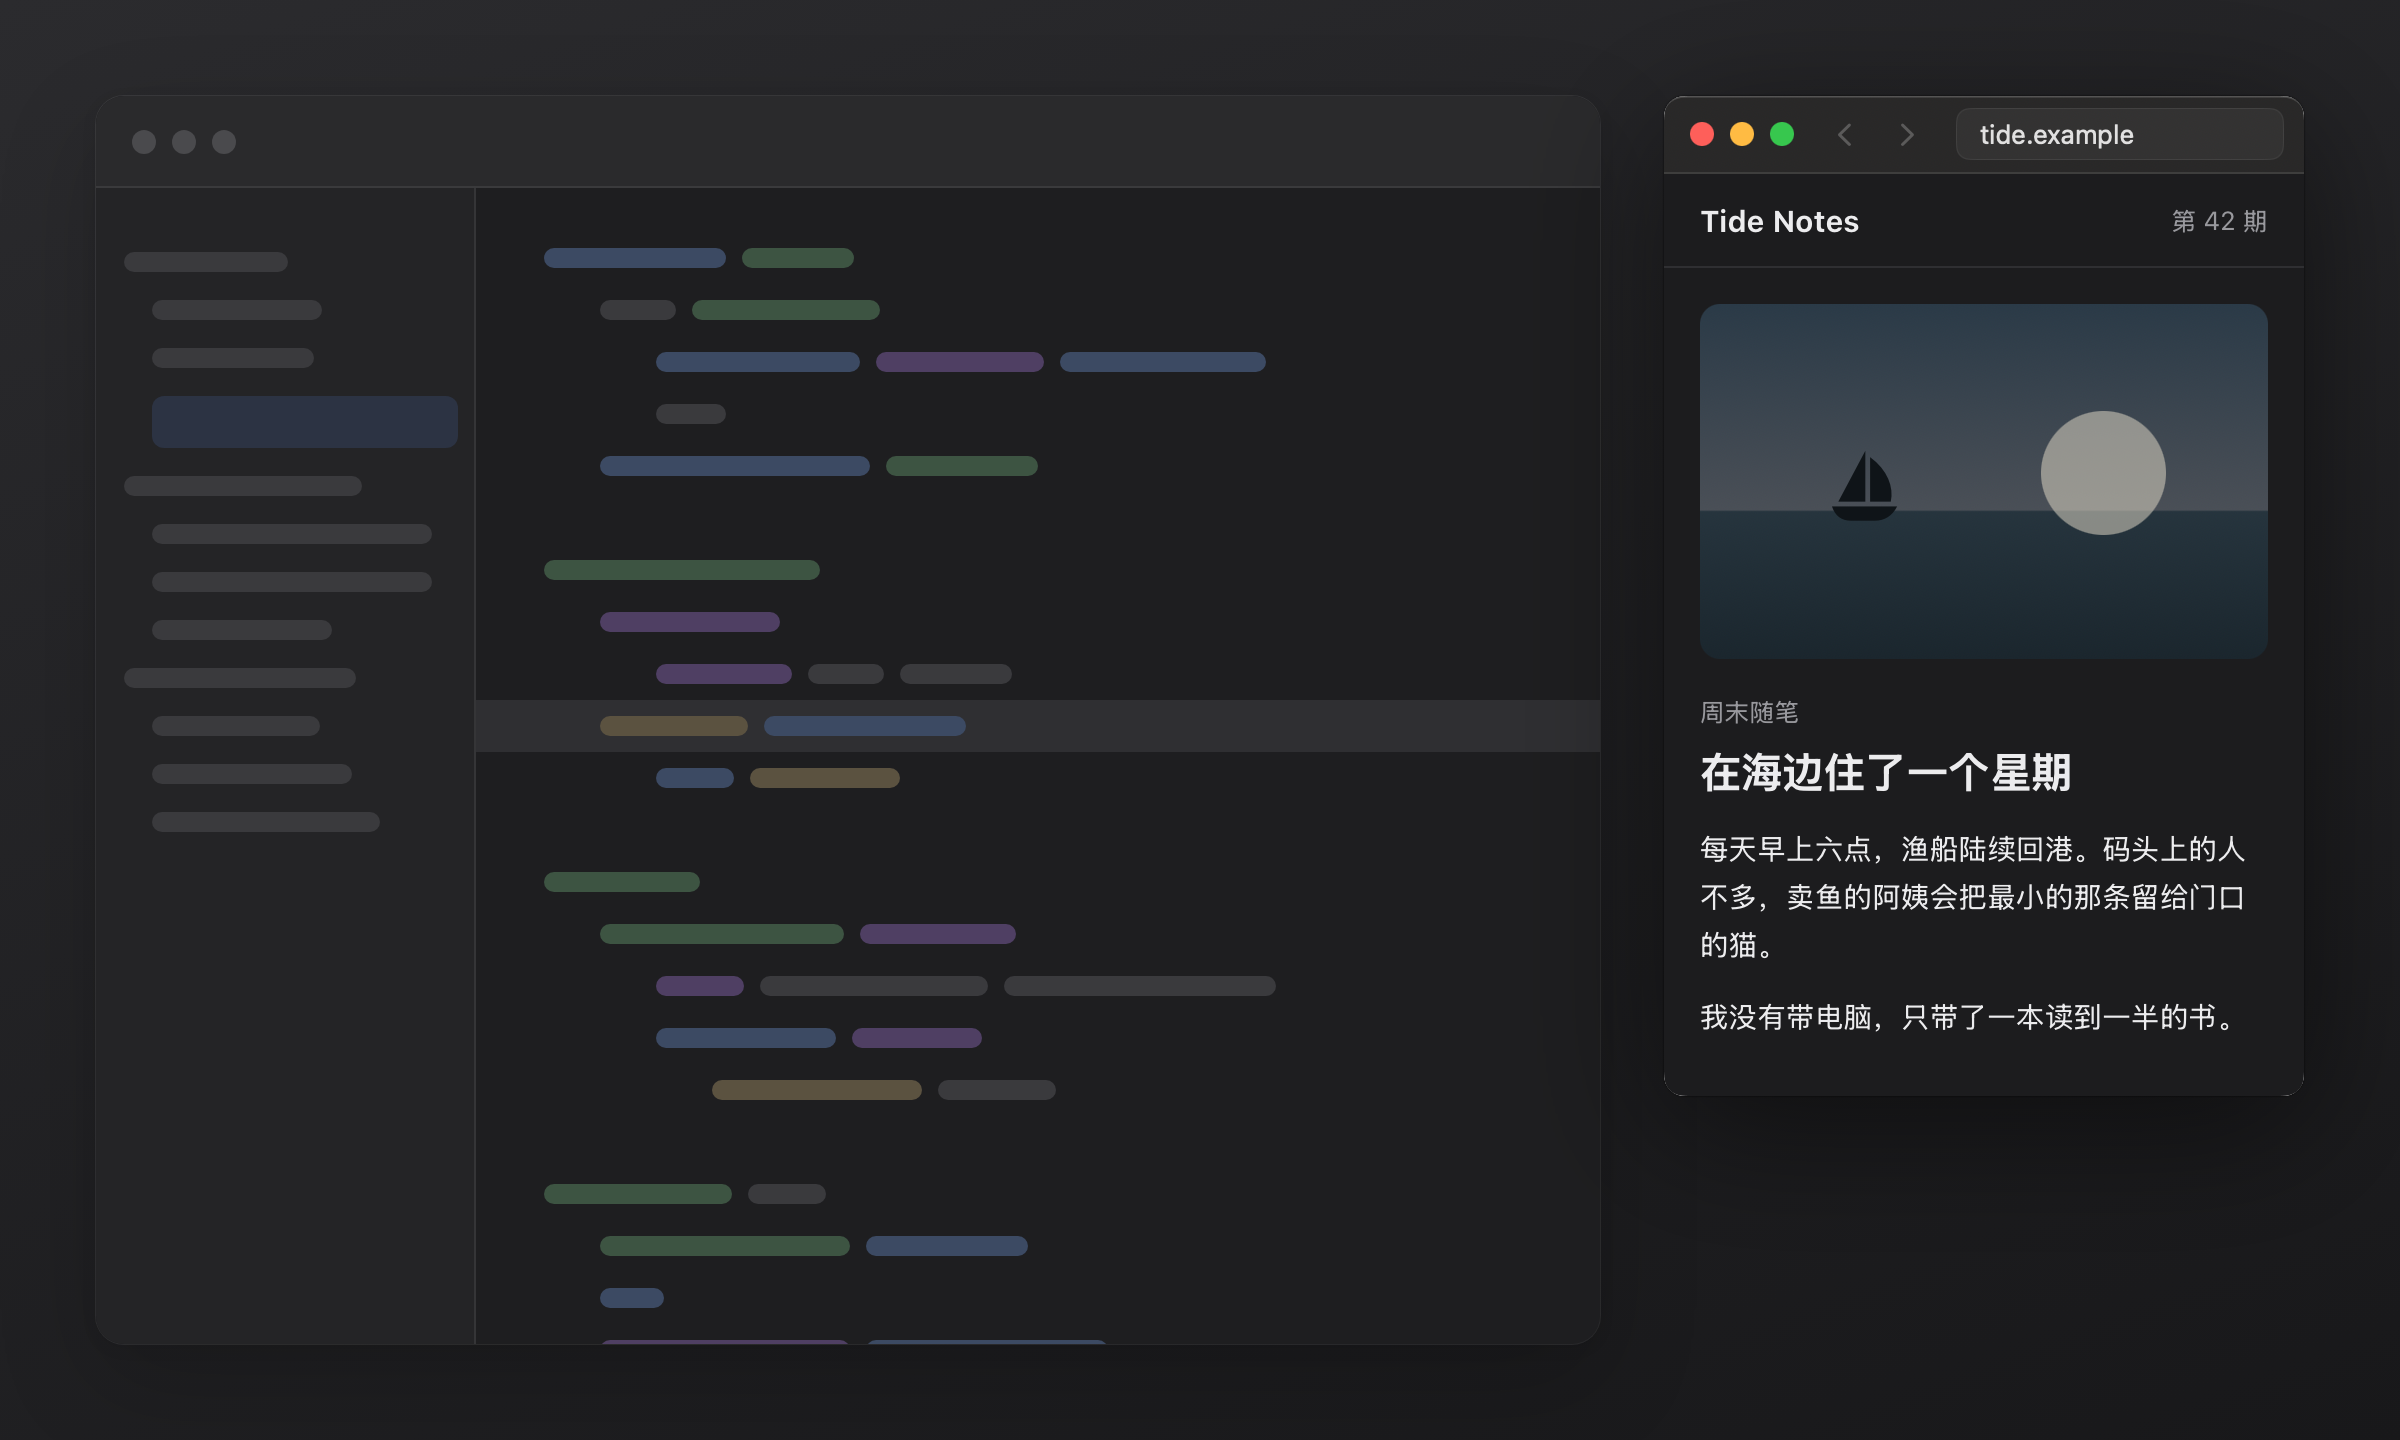 tide.example
Tide Notes
第 42 期
周末随笔
在海边住了一个星期
每天早上六点，渔船陆续回港。码头上的人
不多，卖鱼的阿姨会把最小的那条留给门口
的猫。
我没有带电脑，只带了一本读到一半的书。